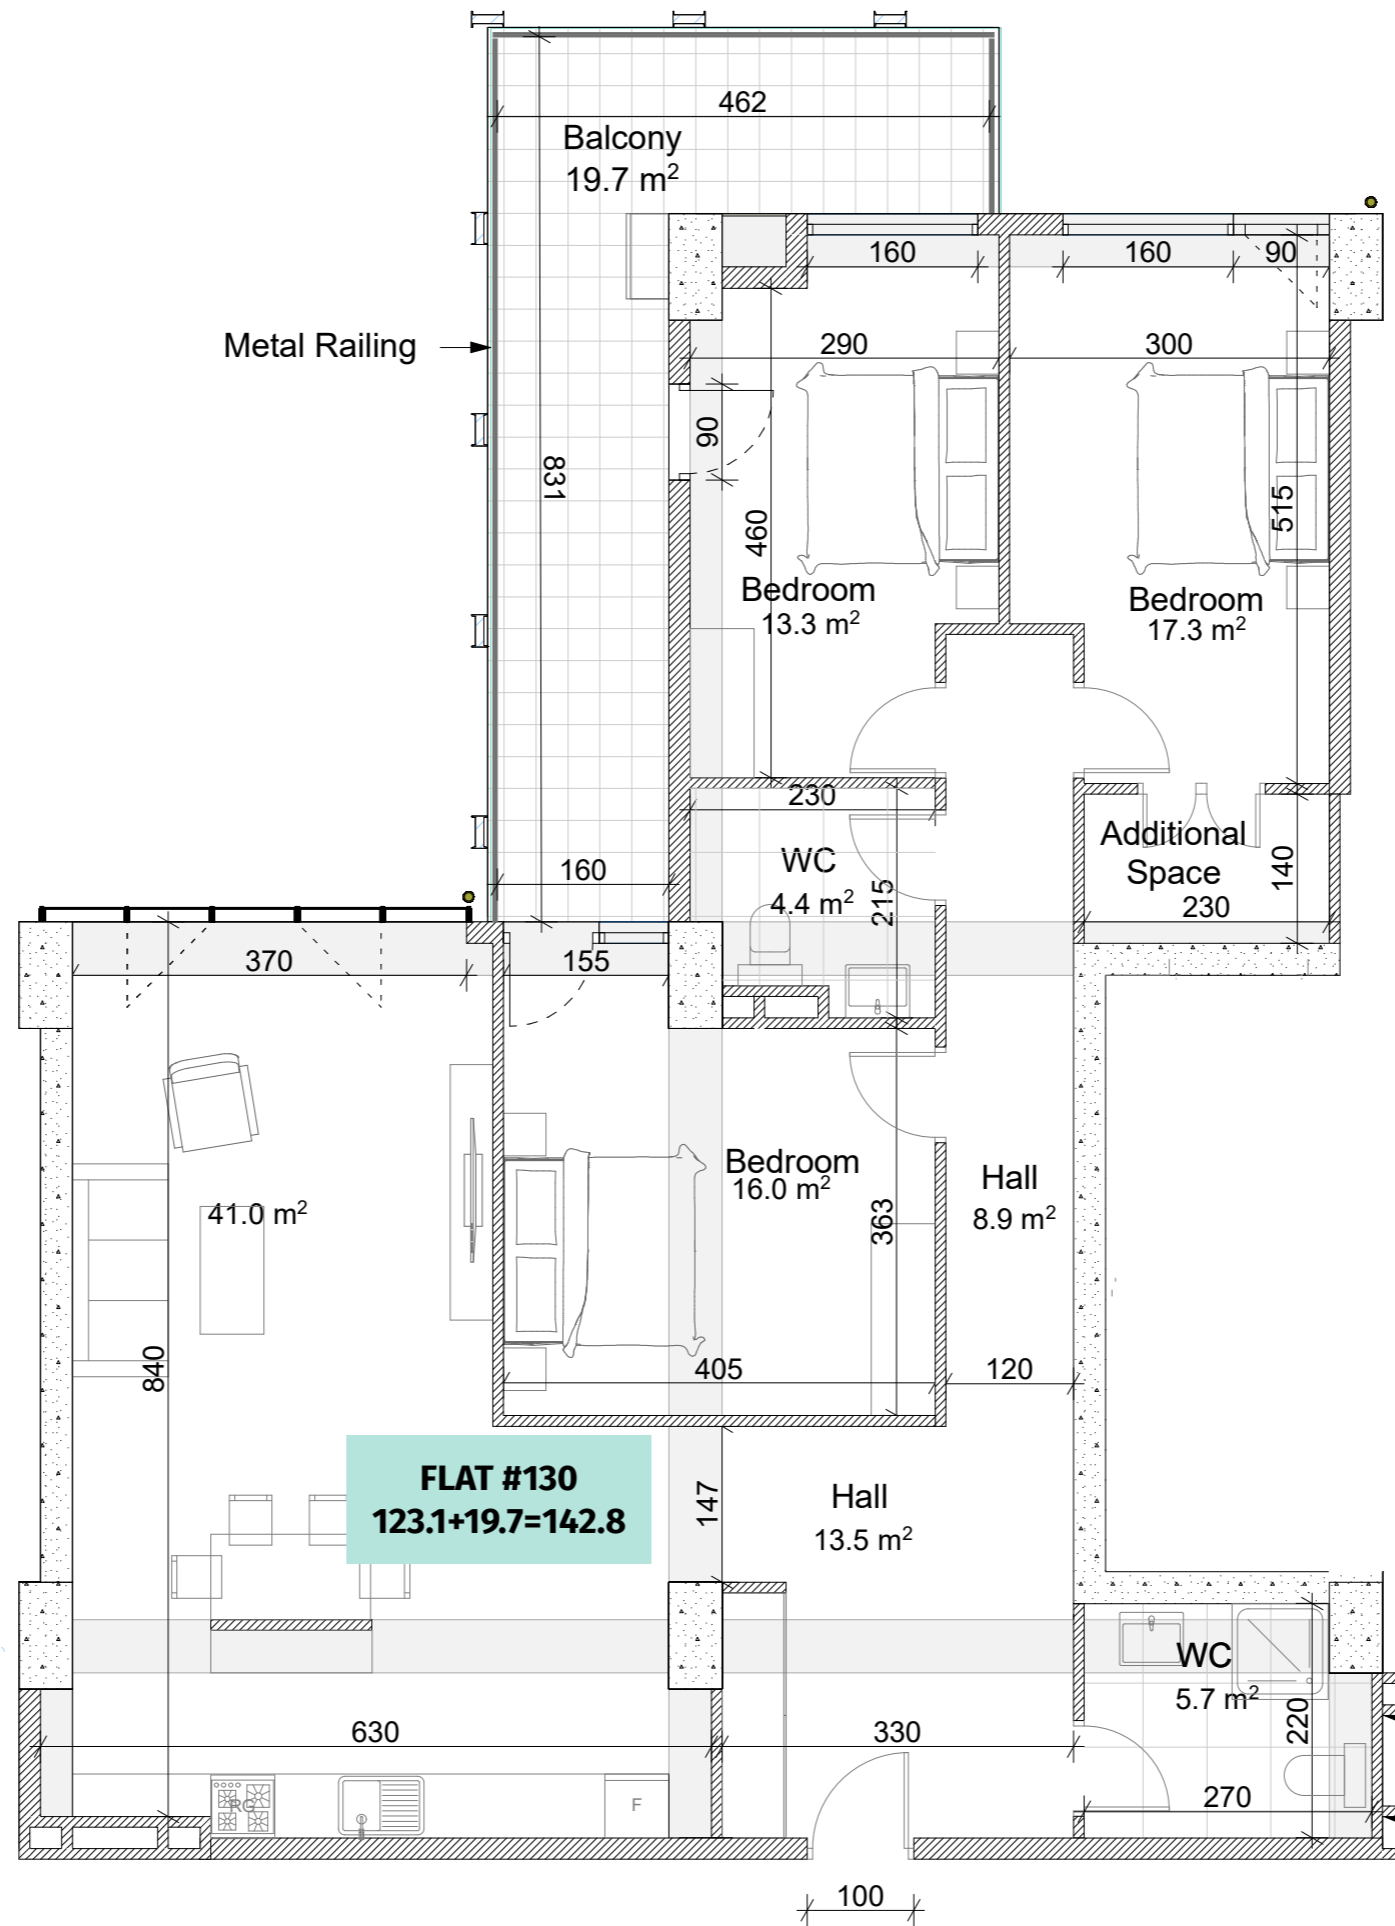 462
Balcony
19.7 m²
160
160
90
Metal Railing
290
300
90
831
460
515
Bedroom
13.3 m²
Bedroom
17.3 m²
230
WC
4.4 m²
215
Additional
Space
140
230
160
370
155
Bedroom
16.0 m²
363
Hall
8.9 m²
41.0 m²
840
405
120
FLAT #130
123.1+19.7=142.8
147
Hall
13.5 m²
WC
5.7 m²
220
630
330
270
RG
F
100